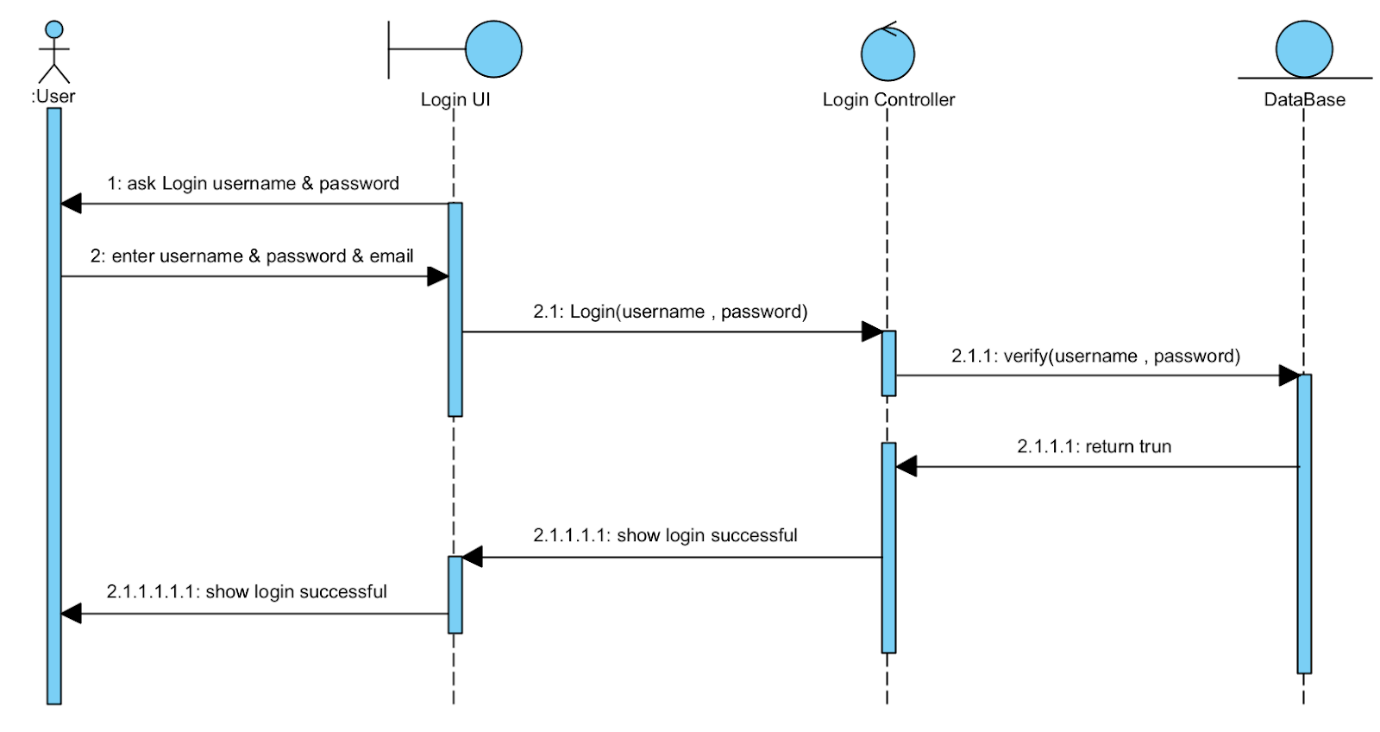 :User
Login UI
Login Controller
DataBase
1: ask Login username & password
2: enter username & password & email
2.1: Login(username , password)
2.1.1: verify(username , password)
2.1.1.1: return trun
2.1.1.1.1: show login successful
2.1.1.1.1.1: show login successful